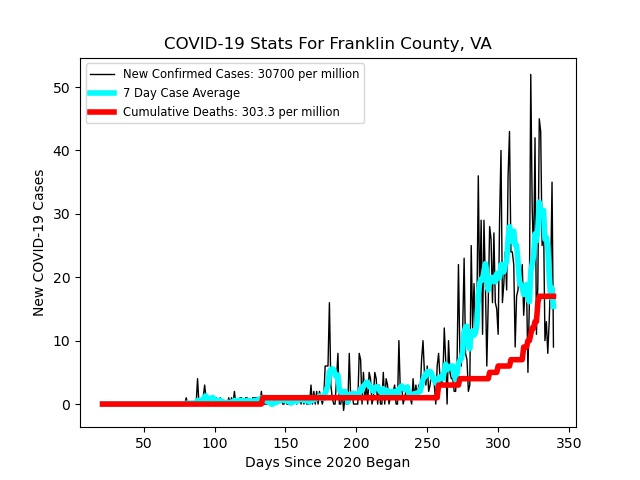 COVID-19 Stats For Franklin County, VA
New Confirmed Cases: 30700 per million
7 Day Case Average
Cumulative Deaths: 303.3 per million
New COVID-19 Cases
50
40
30
20
10
0
50 100 150 200 250 300 350
Days Since 2020 Began